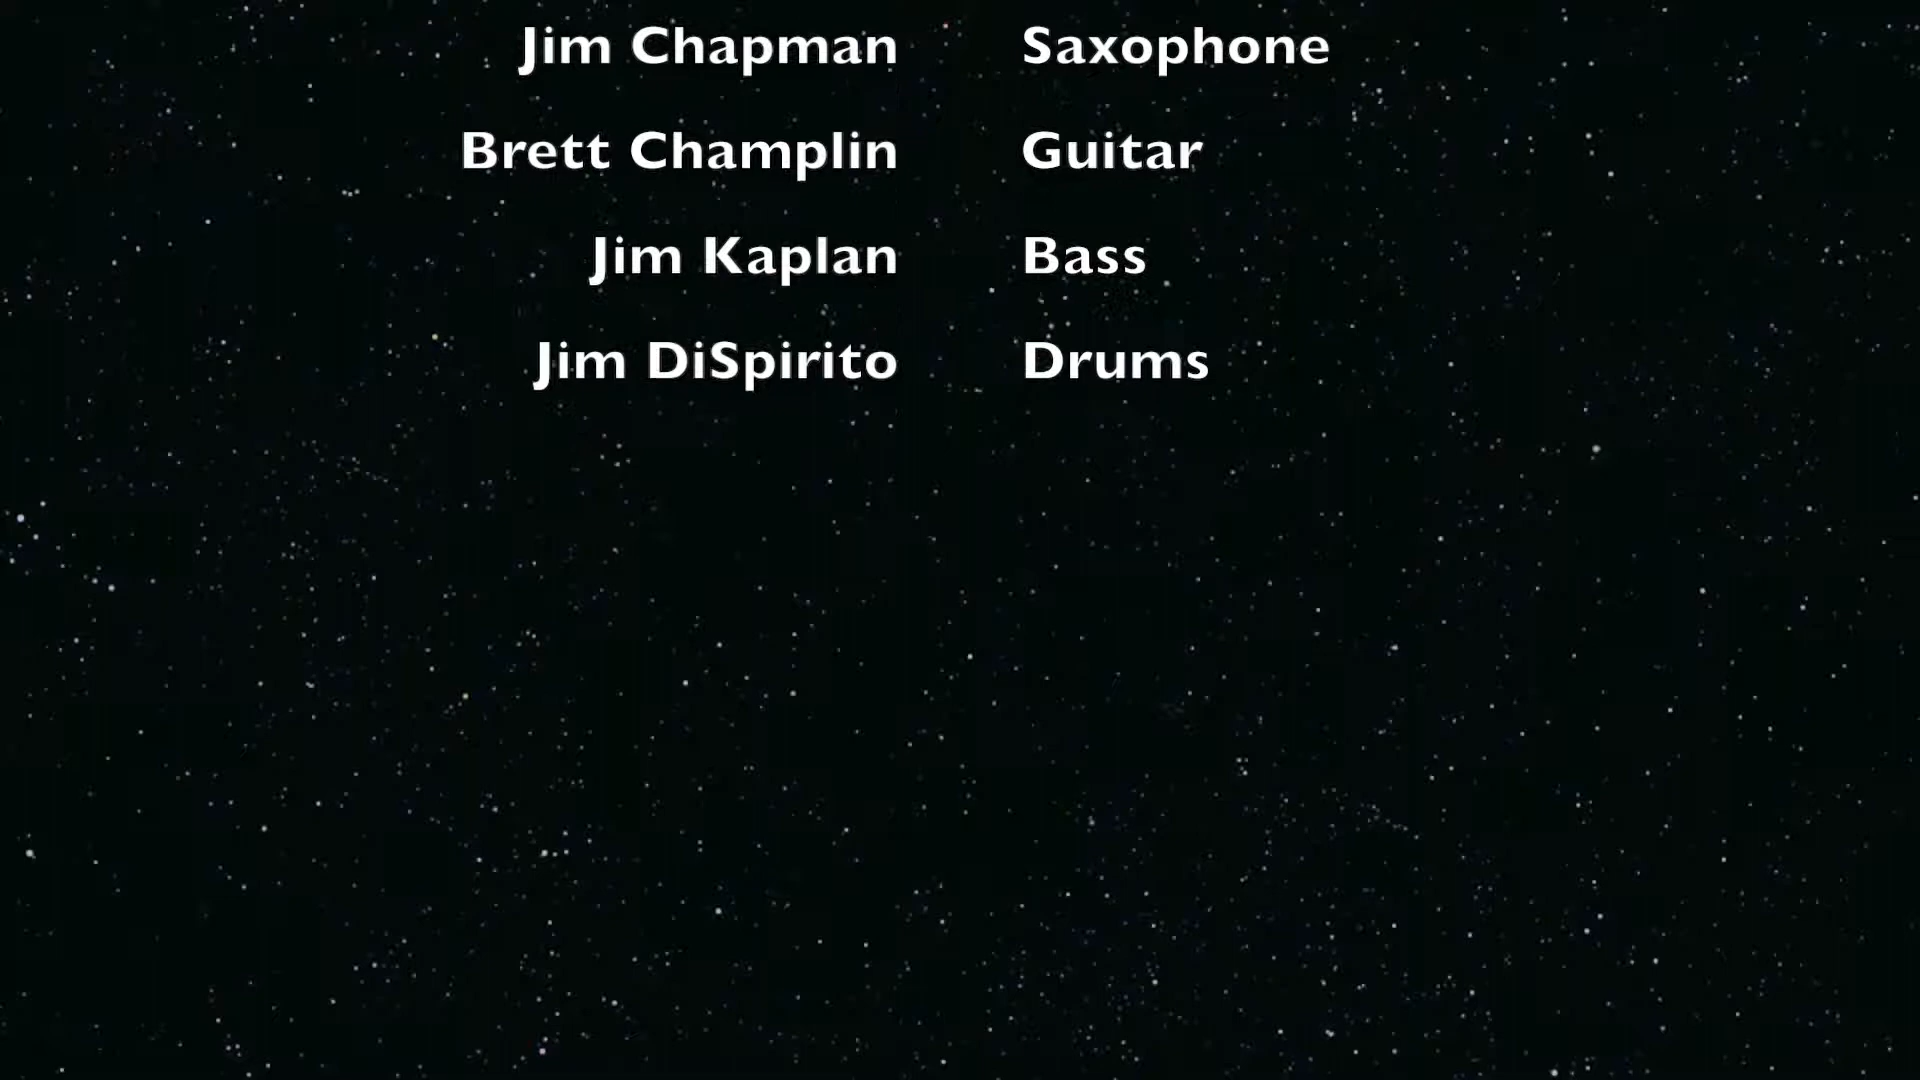 Jim Chapman Saxophone
Brett Champlin Guitar
Jim Kaplan Bass
Jim DiSpirito Drums